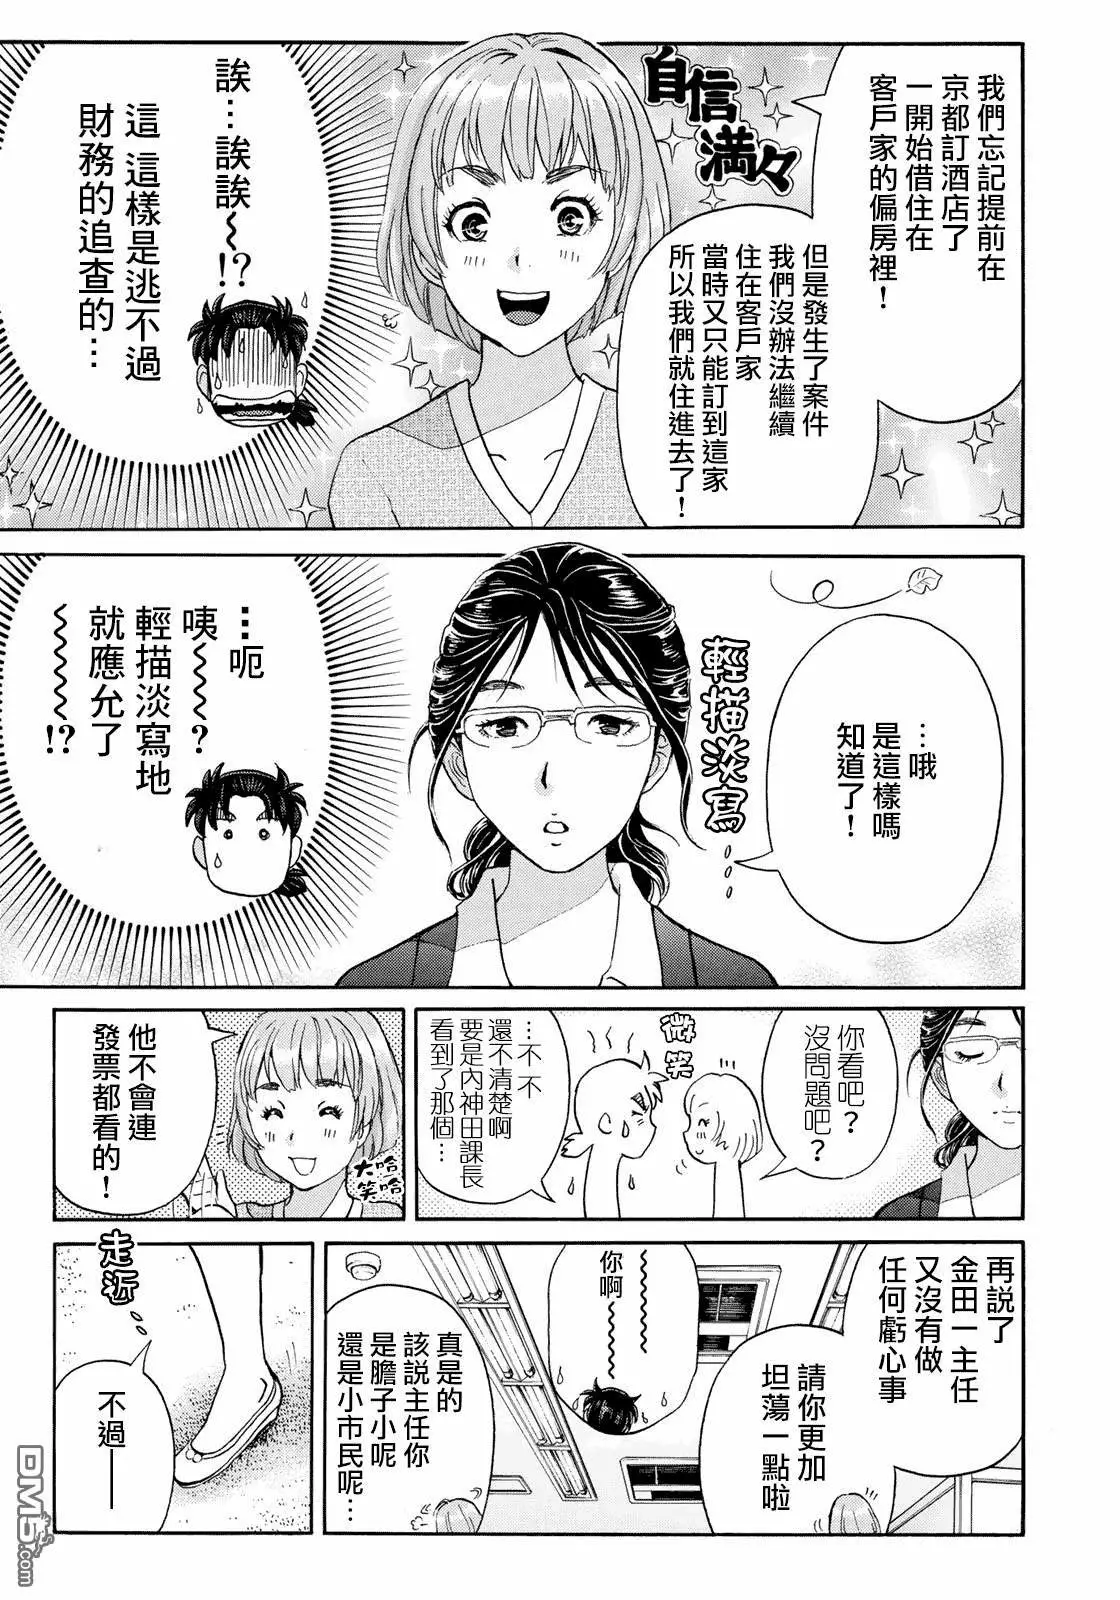 我們忘記提前在
京都訂酒店了
一開始借住在
客戶家的偏房裡！
自信滿々
但是發生了案件
我們沒辦法繼續
住在客戶家
當時又只能訂到這家
所以我們就住進去了！
誒…誒誒～!?
這 這樣是逃不過
財務的追查的…
…哦
是這樣嗎
知道了！
輕描淡寫……
…呃
咦～～？
輕描淡寫地
就應允了
～～～～!?
你看吧？
沒問題吧？
微笑
…不 不
還不清楚啊
要是內神田課長
看到了那個…
哈哈
大笑
他不會連
發票都看的！
再說了
金田一主任
又沒有做
任何虧心事
請你更加
坦蕩一點啦
你啊～～～～
真的是
該說主任你
是膽子小呢
還是小市民呢…
走近……
不過——
DM5.com